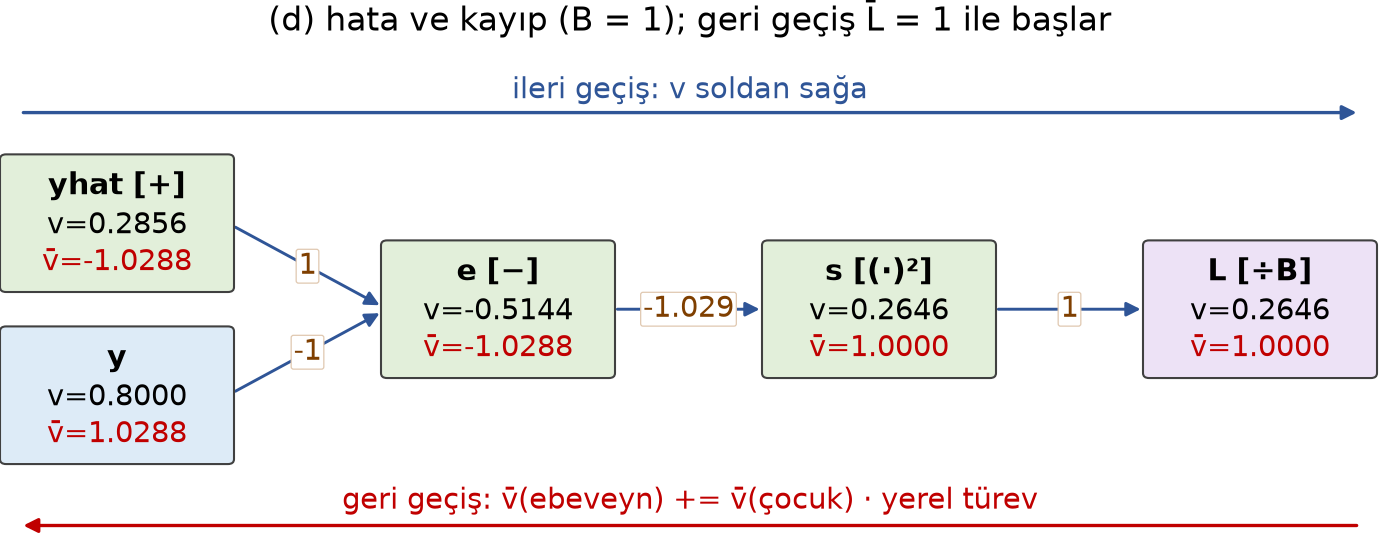 (d) hata ve kayıp (B = 1); geri geçiş L̄ = 1 ile başlar
ileri geçiş: v soldan sağa
yhat [+]
v=0.2856
v̄=-1.0288
1
y
v=0.8000
v̄=1.0288
-1
e [−]
v=-0.5144
v̄=-1.0288
-1.029
s [(·)²]
v=0.2646
v̄=1.0000
1
L [÷B]
v=0.2646
v̄=1.0000
geri geçiş: v̄(ebeveyn) += v̄(çocuk) · yerel türev